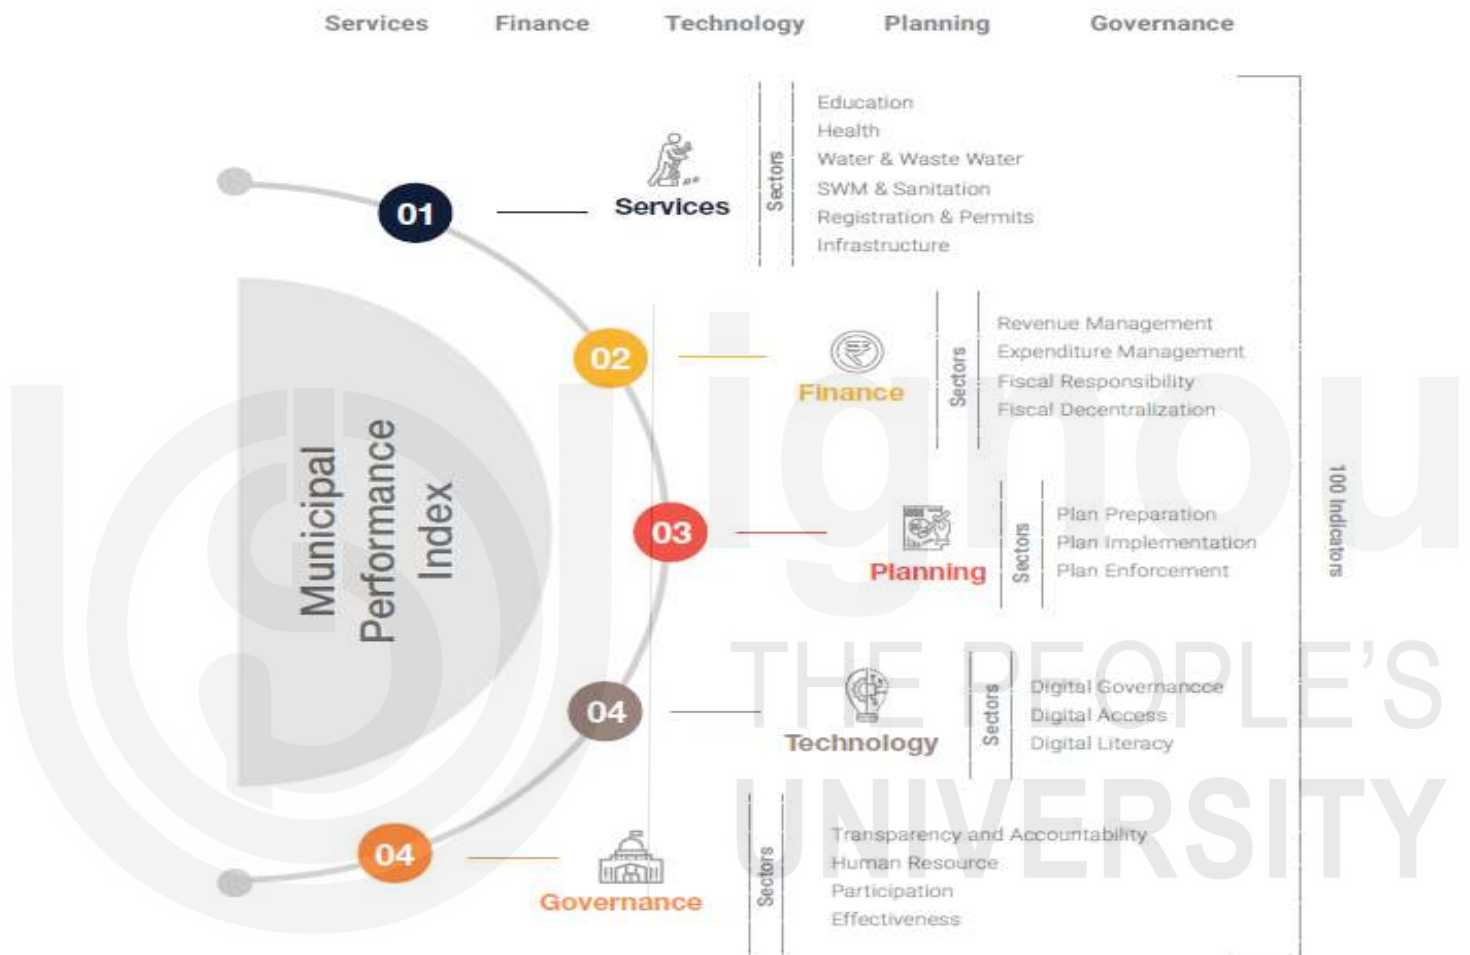 Services Finance Technology Planning Governance
Municipal
Performance
Index
01
Services
Sectors
Education
Health
Water & Waste Water
SWM & Sanitation
Registration & Permits
Infrastructure
02
Finance
Sectors
Revenue Management
Expenditure Management
Fiscal Responsibility
Fiscal Decentralization
03
Planning
Sectors
Plan Preparation
Plan Implementation
Plan Enforcement
04
Technology
Sectors
Digital Governancce
Digital Access
Digital Literacy
04
Governance
Sectors
Transparency and Accountability
Human Resource
Participation
Effectiveness
100 Indicators
ignou
THE PEOPLE'S
UNIVERSITY